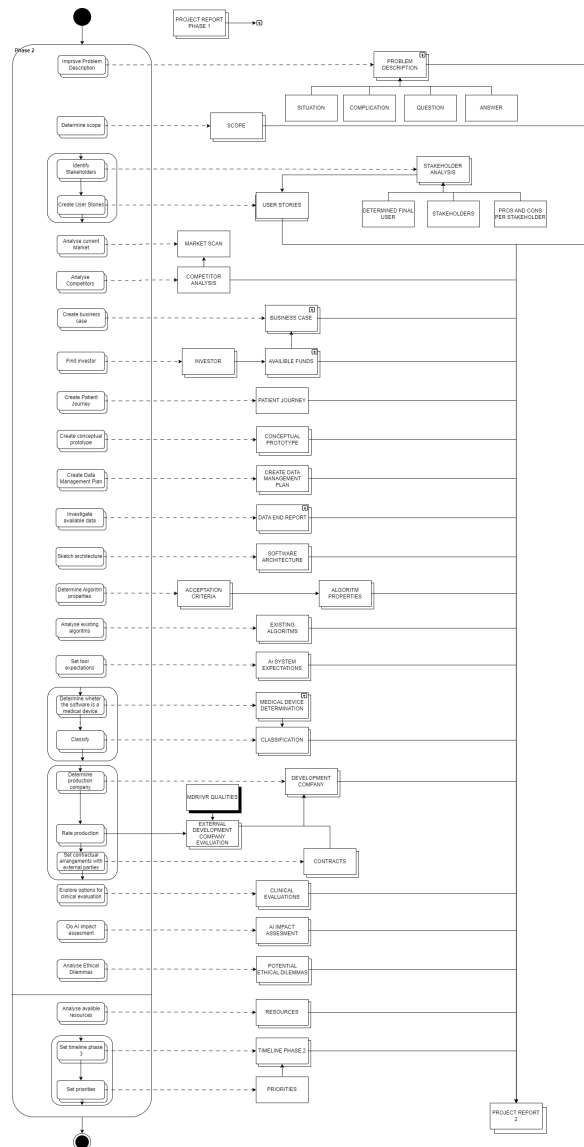 PROJECT REPORT
PHASE 1
Phase 2
Improve Problem
Description
PROBLEM
DESCRIPTION
SITUATION
COMPLICATION
QUESTION
ANSWER
Determine scope
SCOPE
Identify
Stakeholders
STAKEHOLDER
ANALYSIS
Create User Stories
USER STORIES
DETERMINED FINAL
USER
STAKEHOLDERS
PROS AND CONS
PER STAKEHOLDER
Analyse current
Market
MARKET SCAN
Analyse
Competitors
COMPETITOR
ANALYSIS
Create business
case
BUSINESS CASE
Find investor
INVESTOR
AVAILIBLE FUNDS
Create Patient
Journey
PATIENT JOURNEY
Create conceptual
prototype
CONCEPTUAL
PROTOTYPE
Create Data
Management Plan
CREATE DATA
MANAGEMENT
PLAN
Investigate
available data
DATA END REPORT
Sketch architecture
SOFTWARE
ARCHITECTURE
Determine Algoritm
properties
ACCEPTATION
CRITERIA
ALGORITM
PROPERTIES
Analyse existing
algoritms
EXISTING
ALGORITMS
Set tool
expectations
AI SYSTEM
EXPECTATIONS
Determine wheter
the software is a
medical device
MEDICAL DEVICE
DETERMINATION
Classify
CLASSIFICATION
Determine
production
company
DEVELOPMENT
COMPANY
MDR/IVR QUALITIES
Rate production
EXTERNAL
DEVELOPMENT
COMPANY
EVALUATION
Set contractual
arrangements with
external parties
CONTRACTS
Explore options for
clinical evaluation
CLINICAL
EVALUATIONS
Do AI impact
assesment
AI IMPACT
ASSESMENT
Analyse Ethical
Dilemmas
POTENTIAL
ETHICAL DILEMMAS
Analyse avalible
resources
RESOURCES
Set timeline phase
3
TIMELINE PHASE 2
Set priorities
PRIORITIES
PROJECT REPORT
2